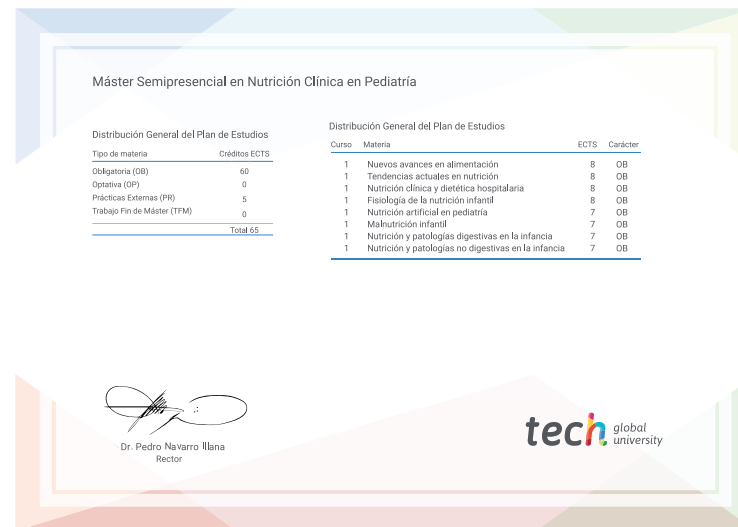 Máster Semipresencial en Nutrición Clínica en Pediatría
Distribución General del Plan de Estudios
Tipo de materia Créditos ECTS
Obligatoria (OB) 60
Optativa (OP) 0
Prácticas Externas (PR) 5
Trabajo Fin de Máster (TFM) 0
Total 65
Distribución General del Plan de Estudios
Curso Materia ECTS Carácter
1 Nuevos avances en alimentación 8 OB
1 Tendencias actuales en nutrición 8 OB
1 Nutrición clínica y dietética hospitalaria 8 OB
1 Fisiología de la nutrición infantil 8 OB
1 Nutrición artificial en pediatría 7 OB
1 Malnutrición infantil 7 OB
1 Nutrición y patologías digestivas en la infancia 7 OB
1 Nutrición y patologías no digestivas en la infancia 7 OB
Dr. Pedro Navarro Illana
Rector
tech global university